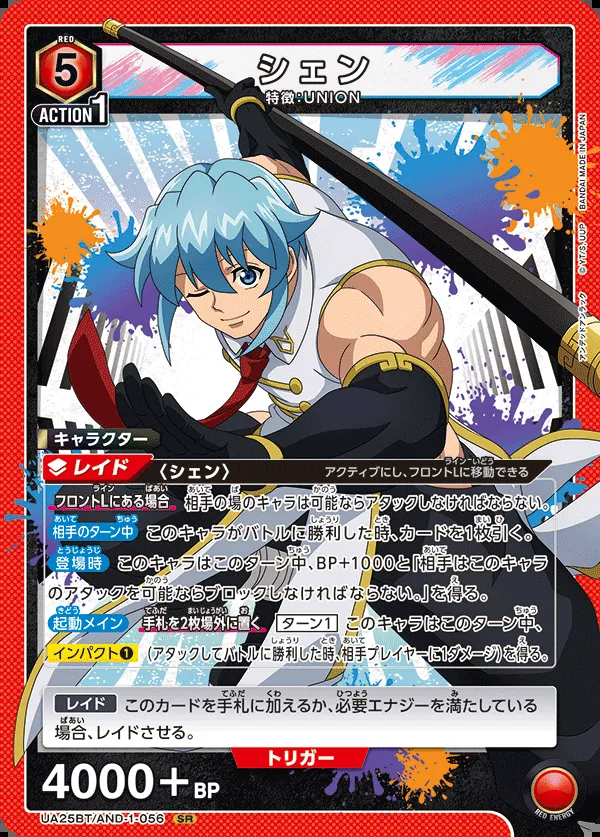 RED
5
ACTION1
シェン
特徴:UNION
©YT/S, UUP BANDAI MADE IN JAPAN
アンデッドアンラック
キャラクター
レイド 〈シェン〉 アクティブにし、フロントLに移動できる
フロントLにある場合 相手の場のキャラは可能ならアタックしなければならない。
相手のターン中 このキャラがバトルに勝利した時、カードを1枚引く。
登場時 このキャラはこのターン中、BP+1000と「相手はこのキャラ
のアタックを可能ならブロックしなければならない。」を得る。
起動メイン 手札を2枚場外に置く ターン1 このキャラはこのターン中、
インパクト❶ (アタックしてバトルに勝利した時、相手プレイヤーに1ダメージ)を得る。
レイド このカードを手札に加えるか、必要エナジーを満たしている
場合、レイドさせる。
トリガー
4000+BP
RED ENERGY
UA25BT/AND-1-056 SR